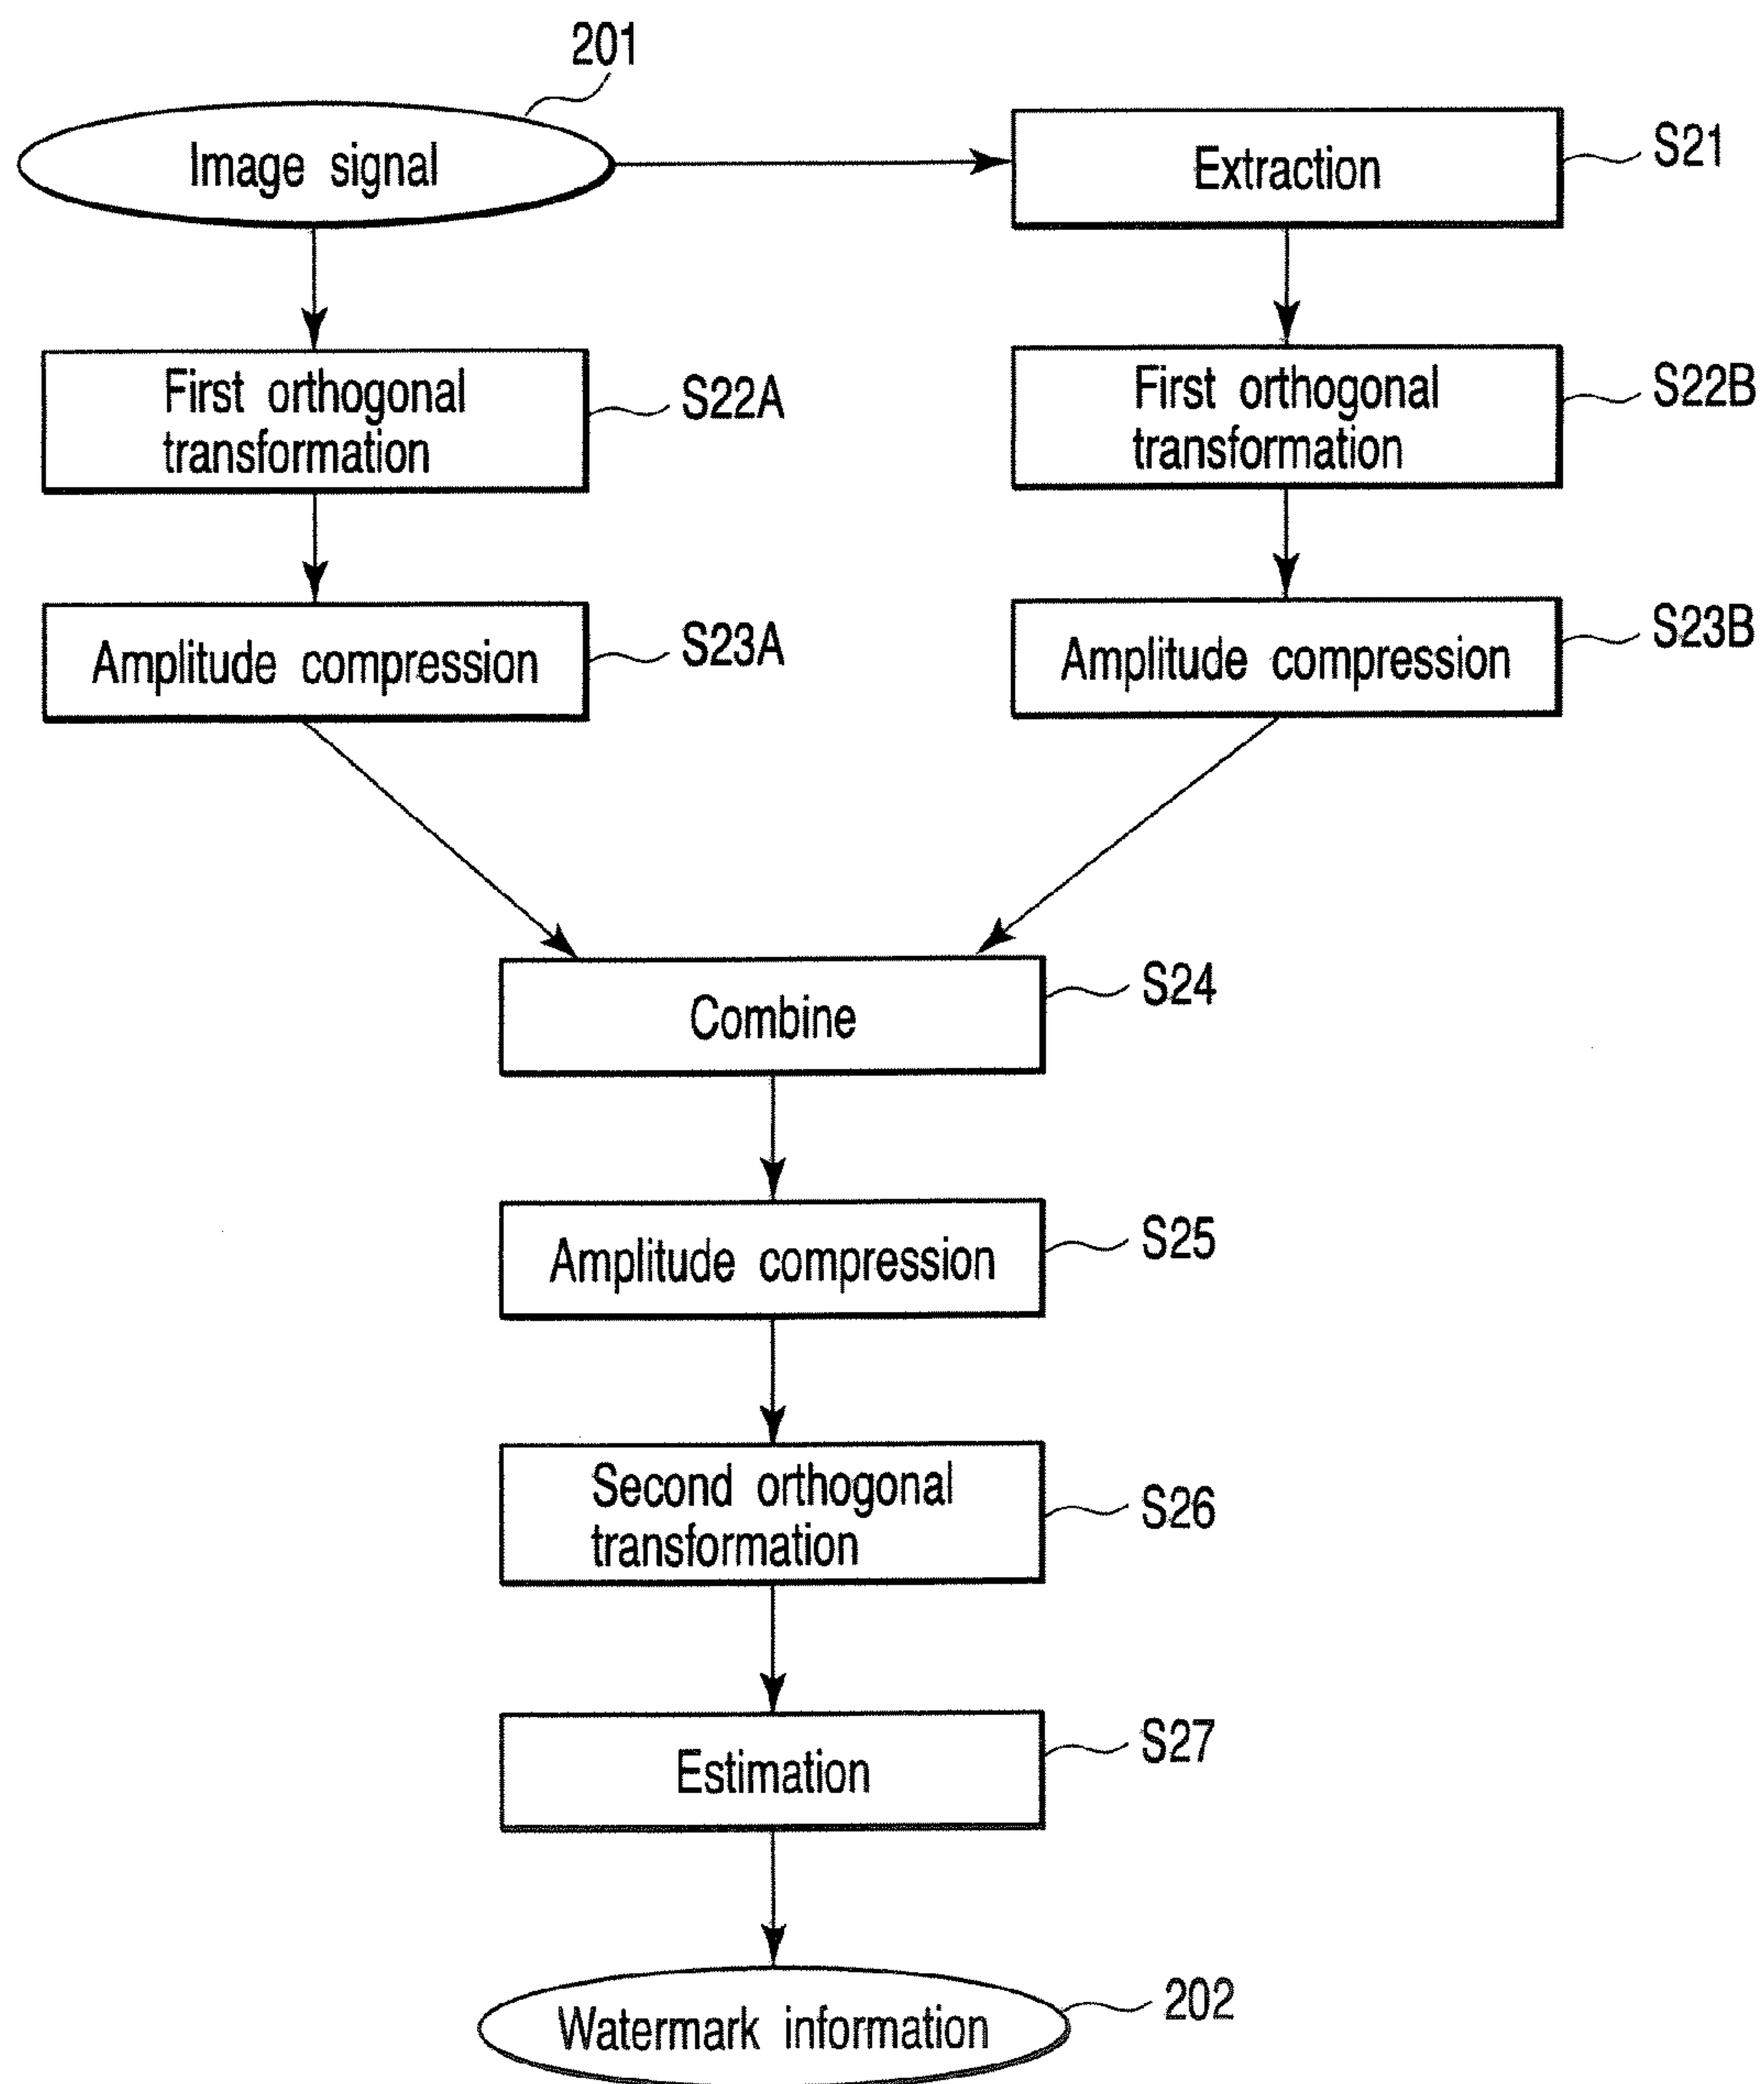 201
Image signal
Extraction
S21
First orthogonal
transformation
S22A
First orthogonal
transformation
S22B
Amplitude compression
S23A
Amplitude compression
S23B
Combine
S24
Amplitude compression
S25
Second orthogonal
transformation
S26
Estimation
S27
Watermark information
202